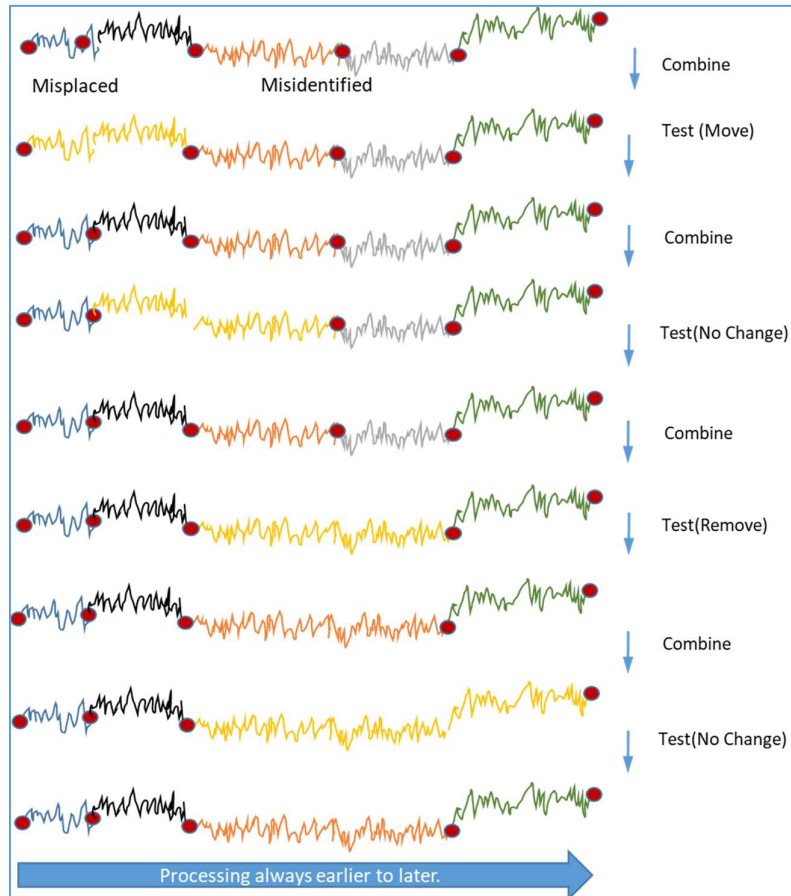 Misplaced
Misidentified
Combine
Test (Move)
Combine
Test(No Change)
Combine
Test(Remove)
Combine
Test(No Change)
Processing always earlier to later.